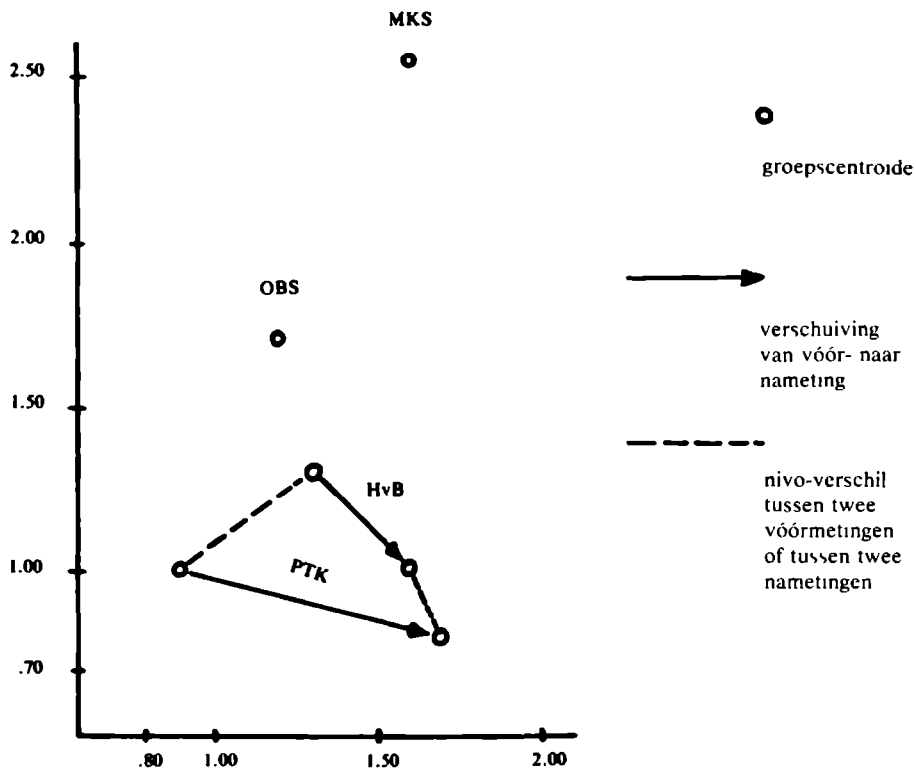 MKS
2.50
groepscentroide
2.00
OBS
verschuiving
van vóór- naar
nameting
1.50
HvB
nivo-verschil
tussen twee
vóórmetingen
of tussen twee
nametingen
1.00
PTK
.70
.80 1.00 1.50 2.00